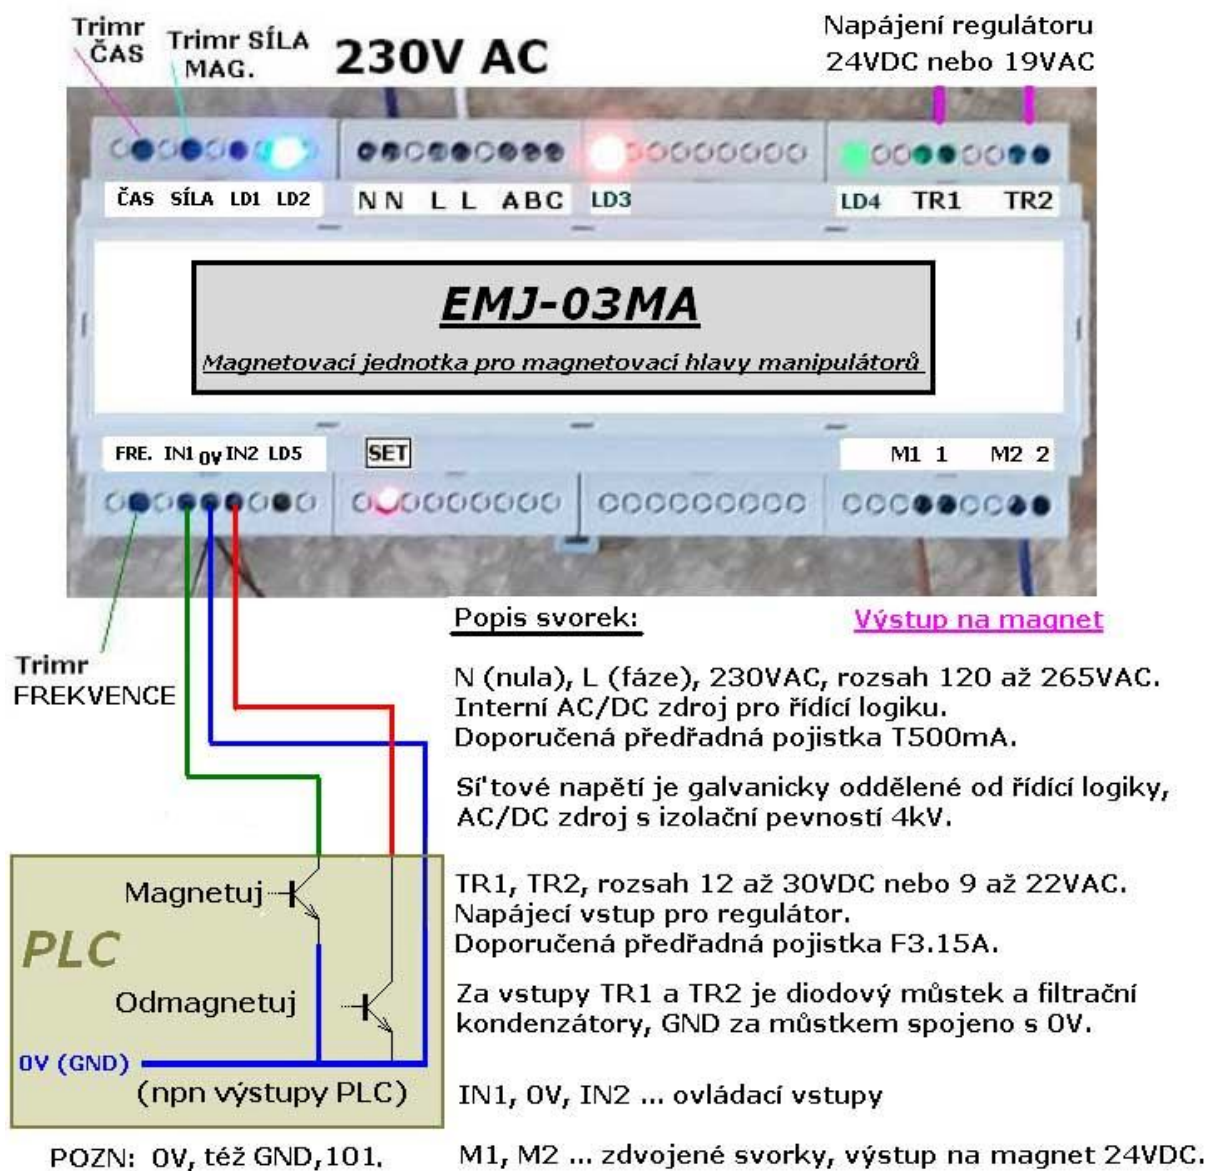 Trimr
ČAS
Trimr SÍLA
MAG.
230V AC
Napájení regulátoru
24VDC nebo 19VAC
ČAS SÍLA LD1 LD2
N N L L A B C
LD3
LD4 TR1 TR2
EMJ-03MA
Magnetovací jednotka pro magnetovací hlavy manipulátorů
FRE. IN1 0V IN2 LD5
SET
M1 1 M2 2
Popis svorek:
Výstup na magnet
Trimr
FREKVENCE
N (nula), L (fáze), 230VAC, rozsah 120 až 265VAC.
Interní AC/DC zdroj pro řídící logiku.
Doporučená předřadná pojistka T500mA.
Sí'tové napětí je galvanicky oddělené od řídící logiky,
AC/DC zdroj s izolační pevností 4kV.
Magnetuj
PLC
Odmagnetuj
0V (GND)
(npn výstupy PLC)
TR1, TR2, rozsah 12 až 30VDC nebo 9 až 22VAC.
Napájecí vstup pro regulátor.
Doporučená předřadná pojistka F3.15A.
Za vstupy TR1 a TR2 je diodový můstek a filtrační
kondenzátory, GND za můstkem spojeno s 0V.
IN1, 0V, IN2 ... ovládací vstupy
POZN: 0V, též GND,101.
M1, M2 ... zdvojené svorky, výstup na magnet 24VDC.